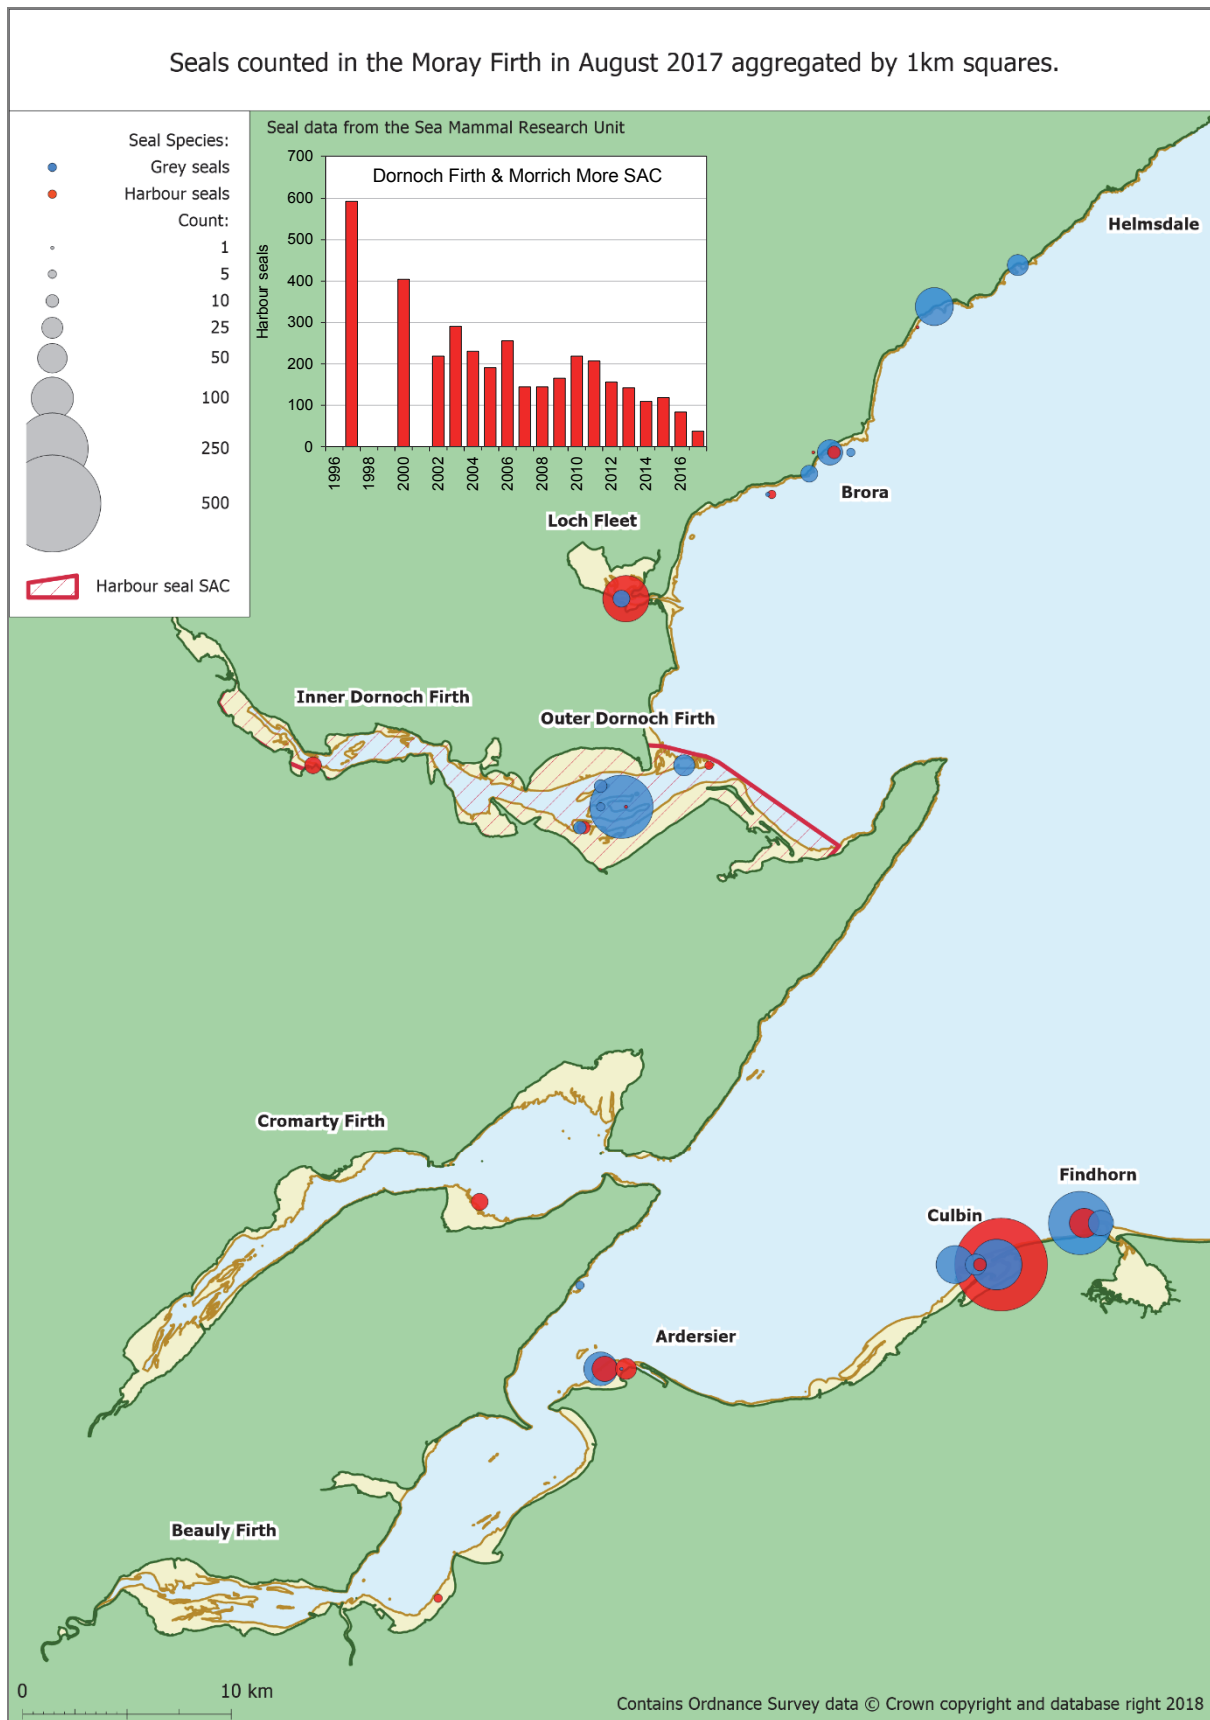 Seals counted in the Moray Firth in August 2017 aggregated by 1km squares.
Seal data from the Sea Mammal Research Unit
Seal Species:
Grey seals
Harbour seals
Count:
1
5
10
25
50
100
250
500
Harbour seal SAC
Dornoch Firth & Morrich More SAC
Harbour seals
700
600
500
400
300
200
100
0
1996
1998
2000
2002
2004
2006
2008
2010
2012
2014
2016
Helmsdale
Brora
Loch Fleet
Inner Dornoch Firth
Outer Dornoch Firth
Cromarty Firth
Findhorn
Culbin
Ardersier
Beauly Firth
0
10 km
Contains Ordnance Survey data © Crown copyright and database right 2018